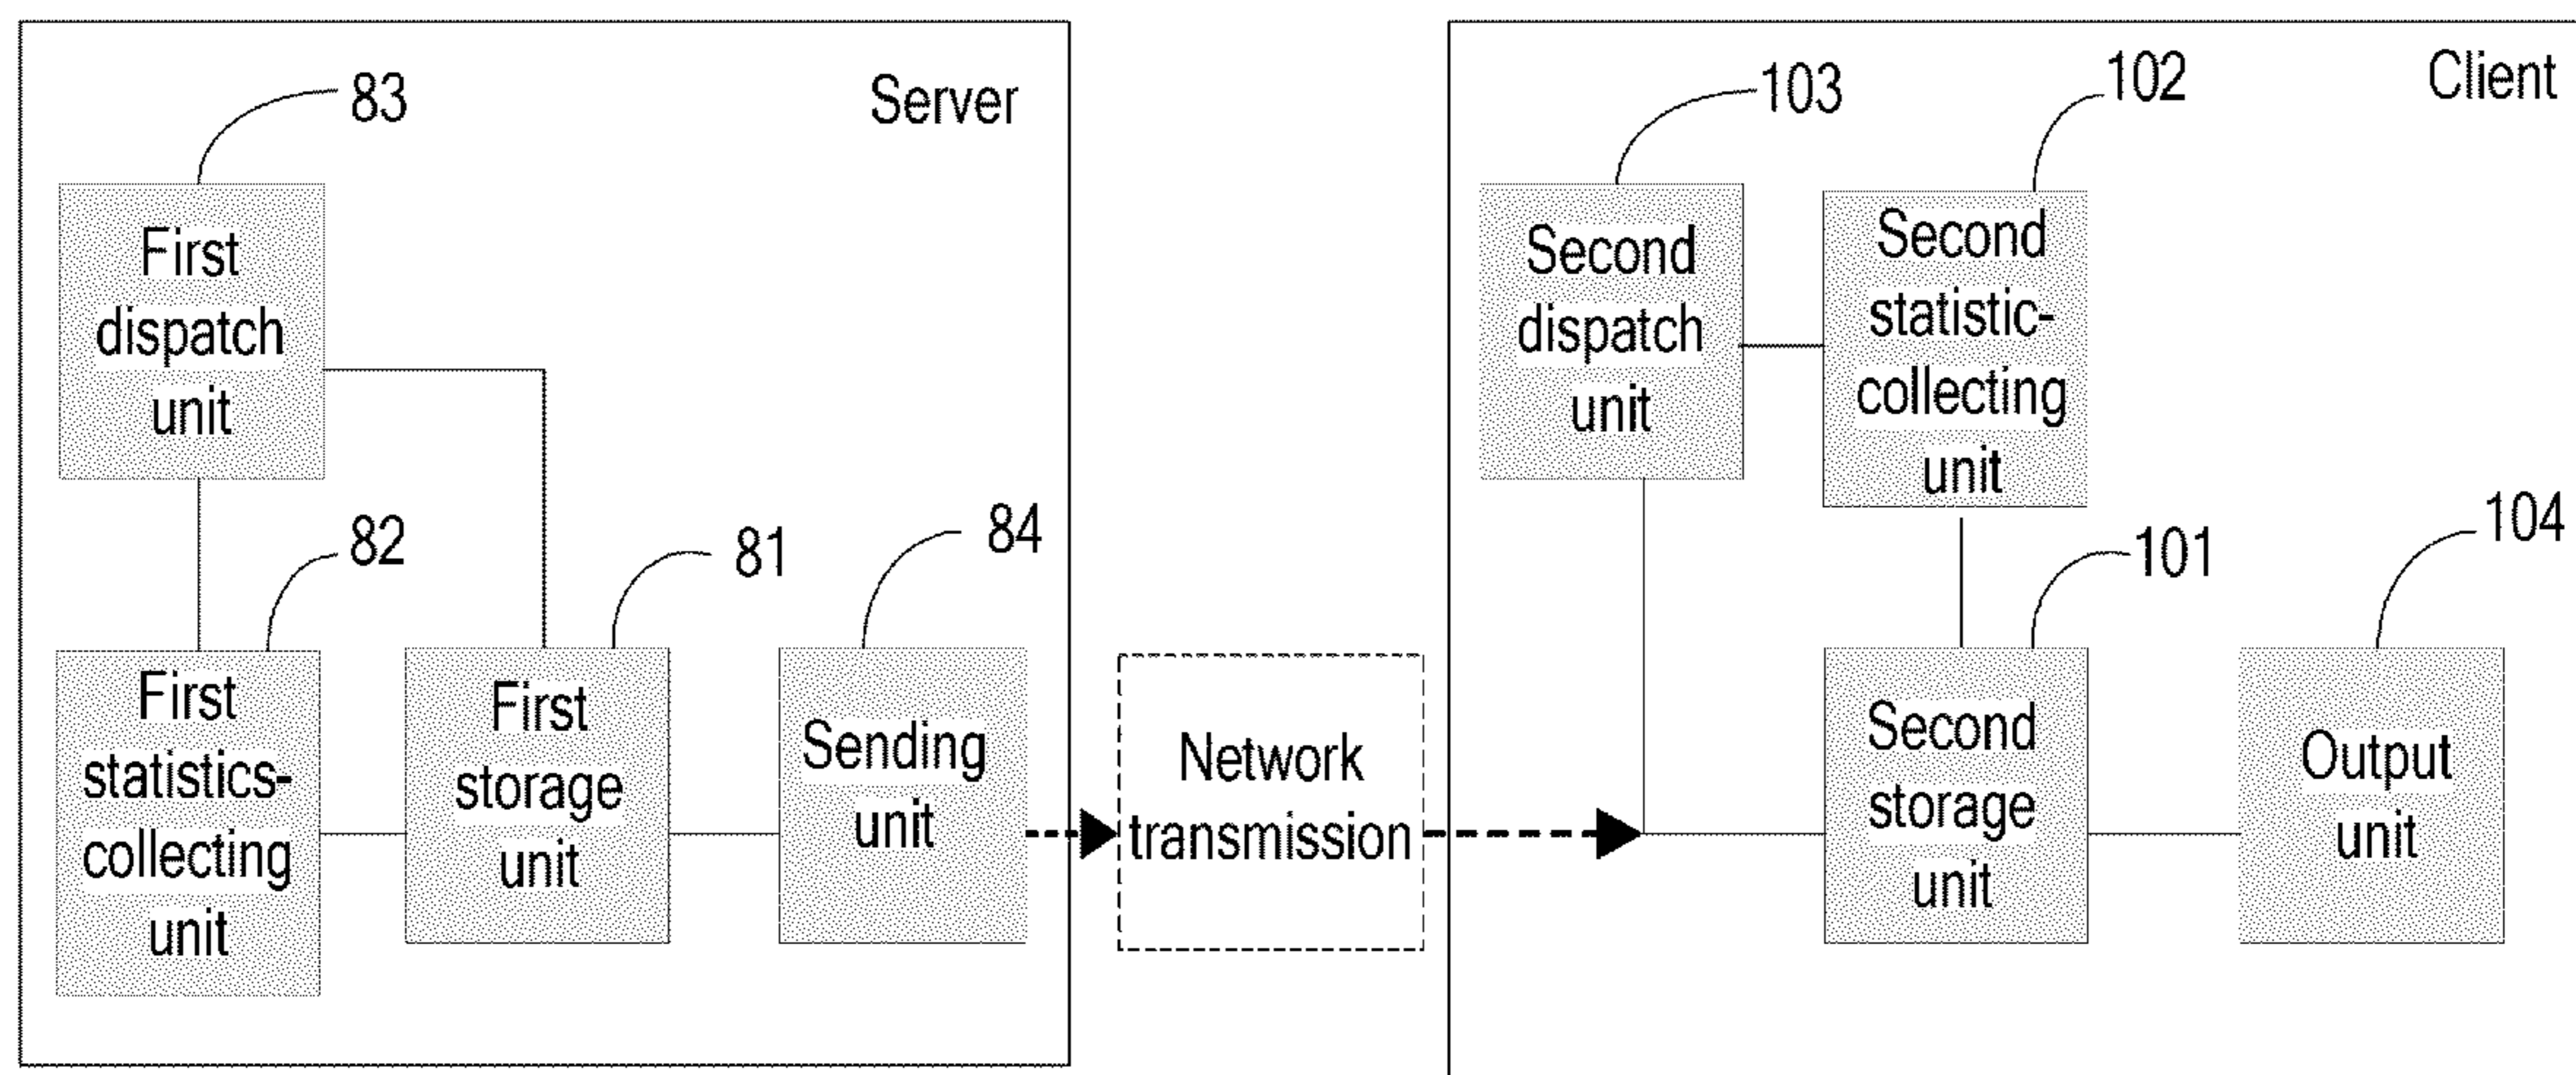 Server
83
First
dispatch
unit
82
First
statistics-
collecting
unit
81
First
storage
unit
84
Sending
unit
Network
transmission
Client
103
Second
dispatch
unit
102
Second
statistic-
collecting
unit
101
Second
storage
unit
104
Output
unit